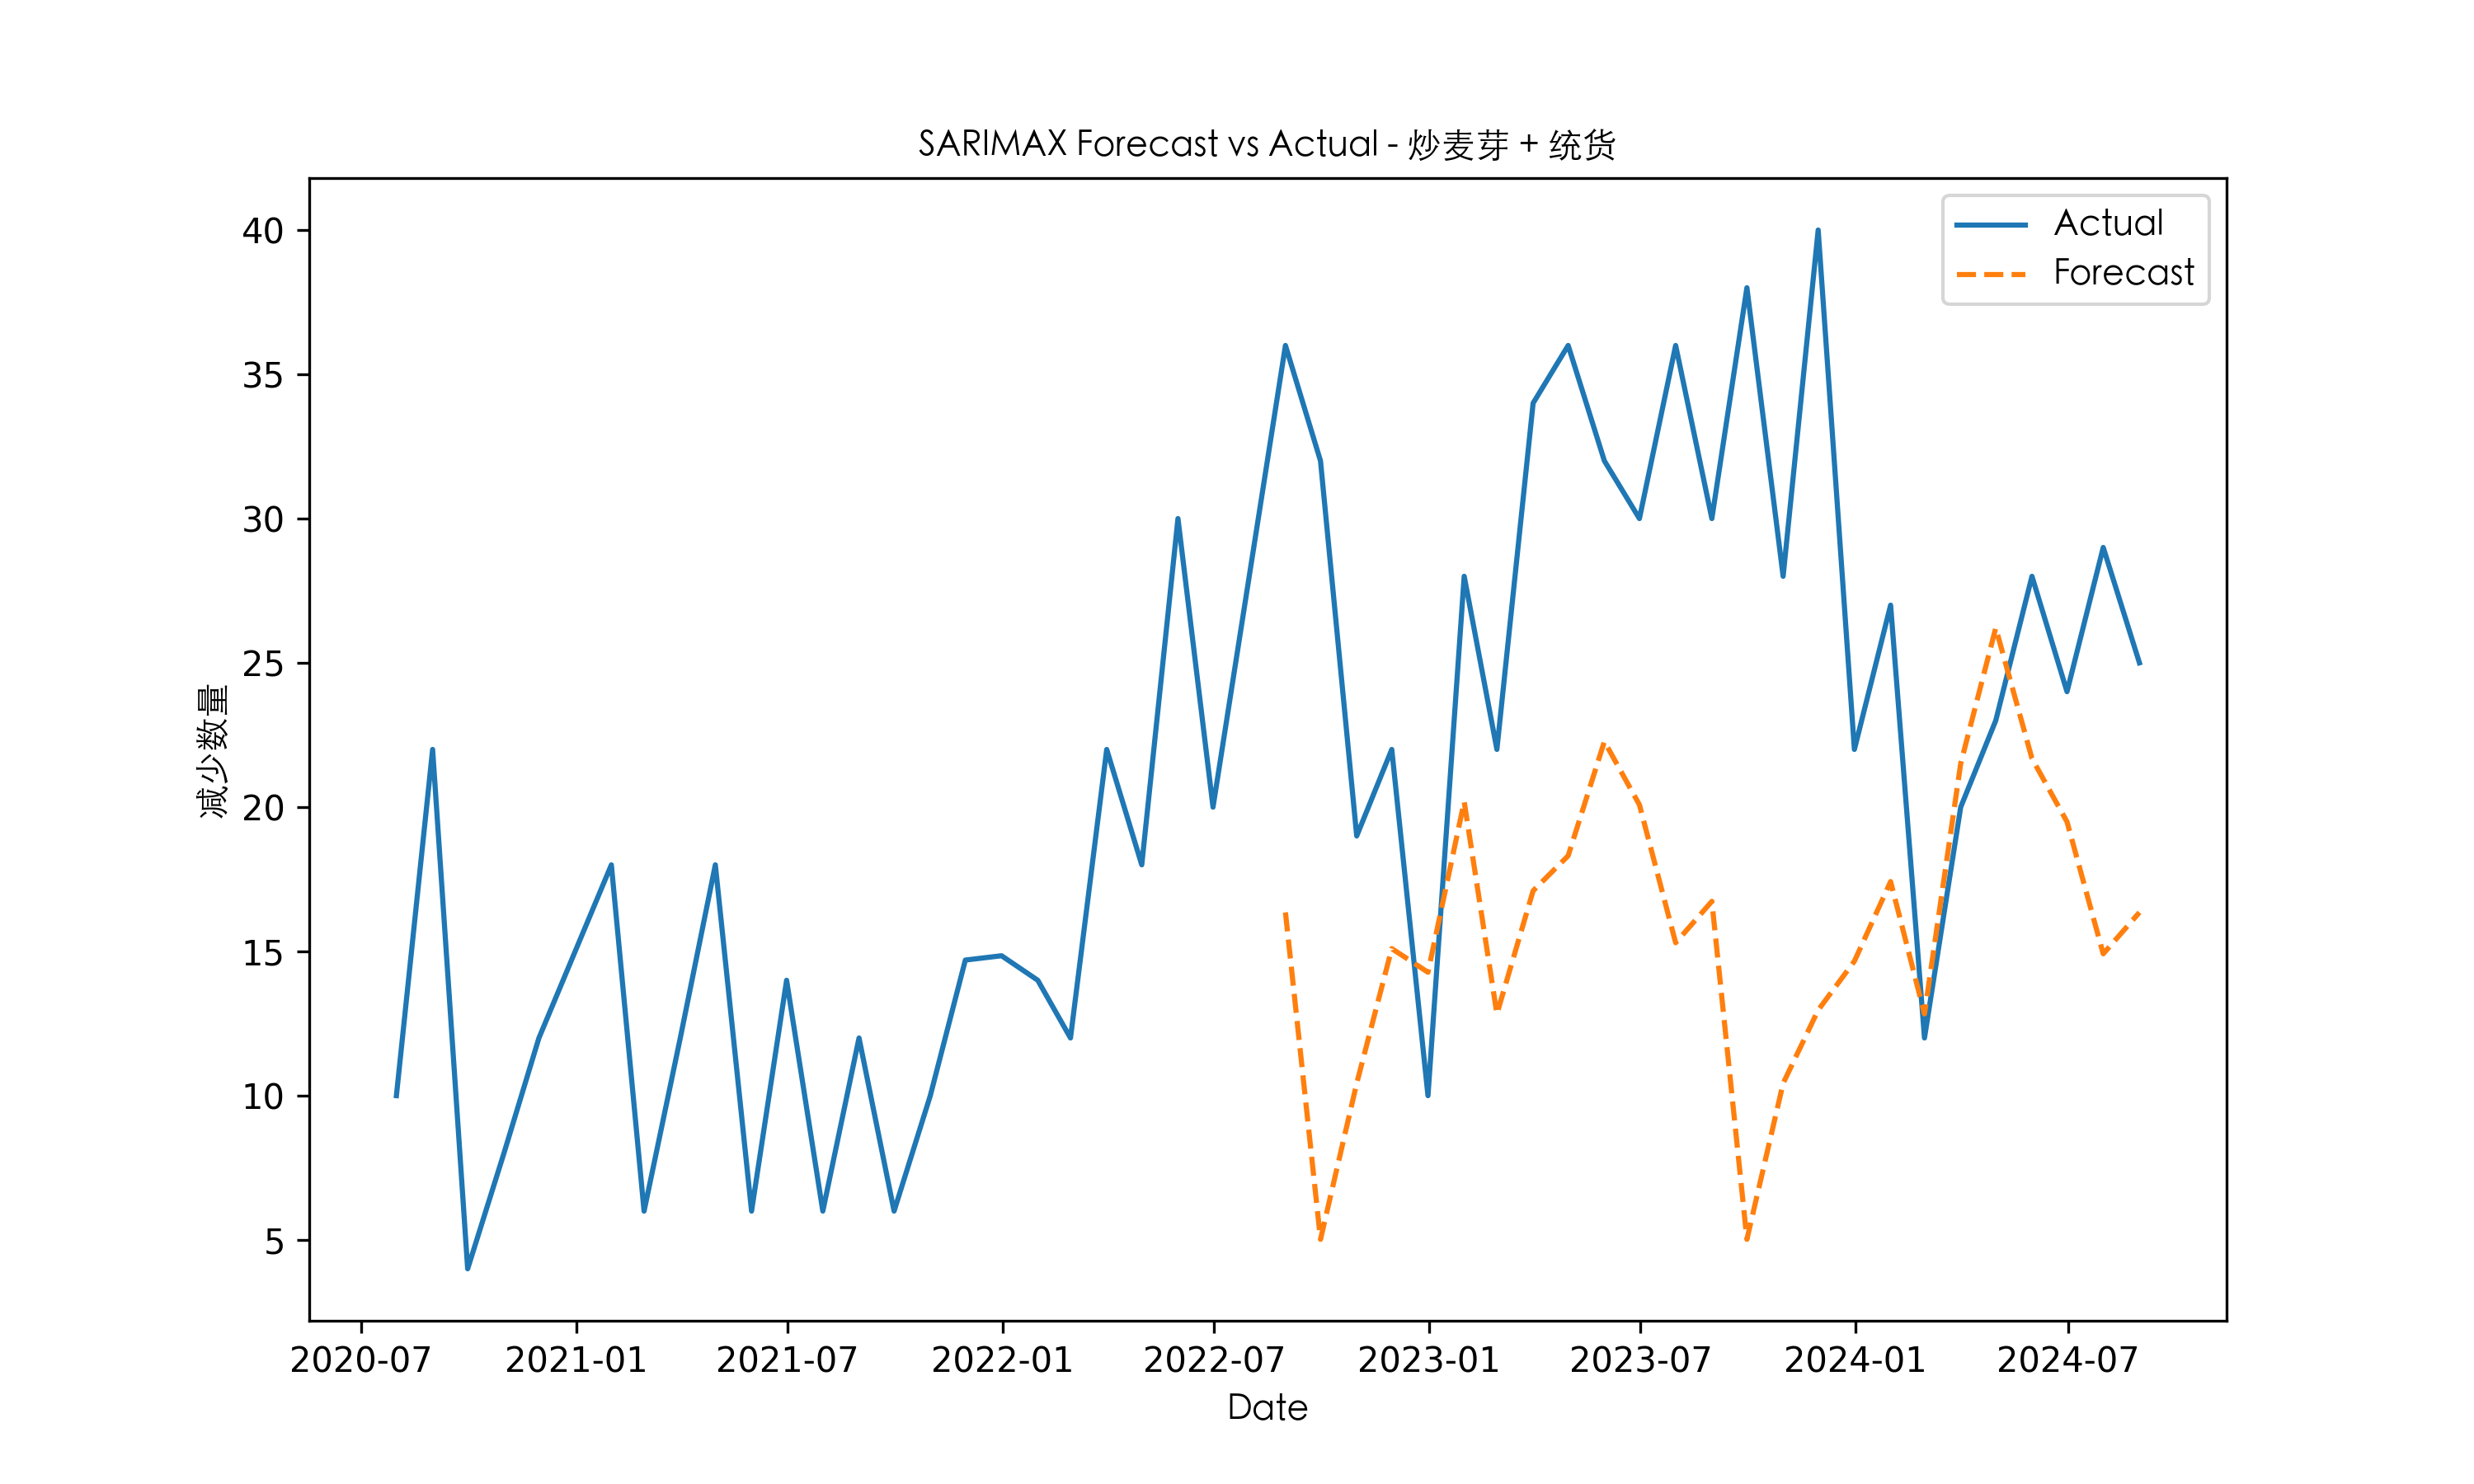 SARIMAX Forecast vs Actual - 炒麦芽 + 统货
Actual
Forecast
减少数量
40
35
30
25
20
15
10
5
2020-07 2021-01 2021-07 2022-01 2022-07 2023-01 2023-07 2024-01 2024-07
Date